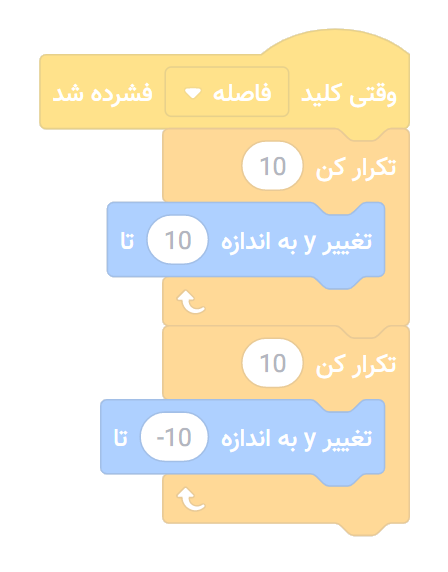 وقتی کلید فاصله فشرده شد
تکرار کن 10
تغییر y به اندازه 10 تا
تکرار کن 10
تغییر y به اندازه -10 تا